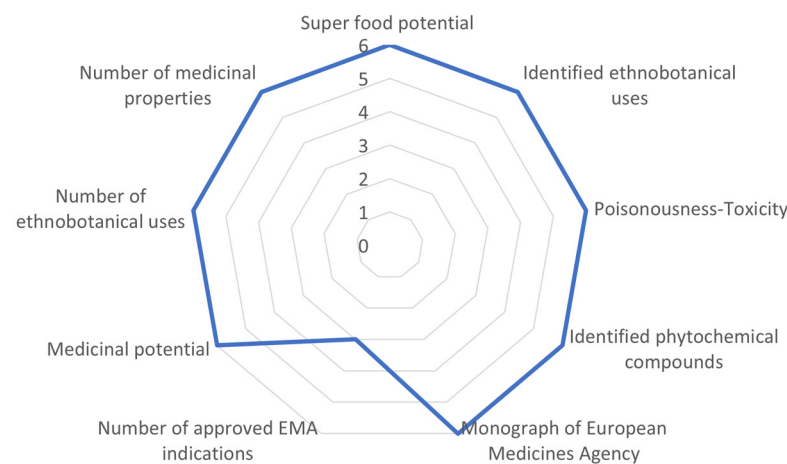 Super food potential
6
5
4
3
2
1
0
Identified ethnobotanical
uses
Poisonousness-Toxicity
Identified phytochemical
compounds
Monograph of European
Medicines Agency
Number of approved EMA
indications
Medicinal potential
Number of
ethnobotanical uses
Number of medicinal
properties